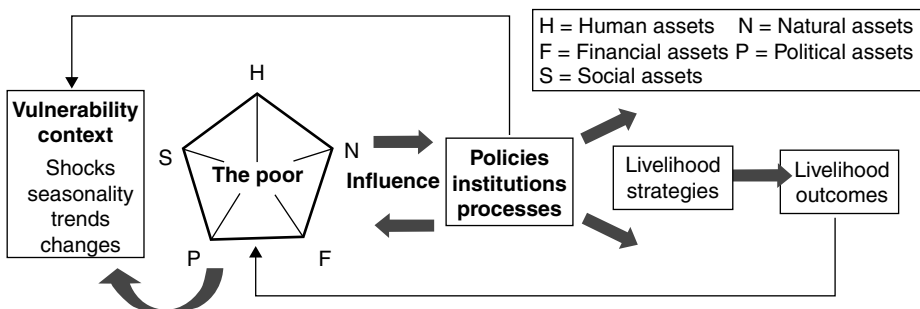 H = Human assets N = Natural assets
F = Financial assets P = Political assets
S = Social assets
H
Vulnerability
context
Shocks
seasonality
trends
changes
S
N
The poor
P
F
Influence
Policies
institutions
processes
Livelihood
strategies
Livelihood
outcomes